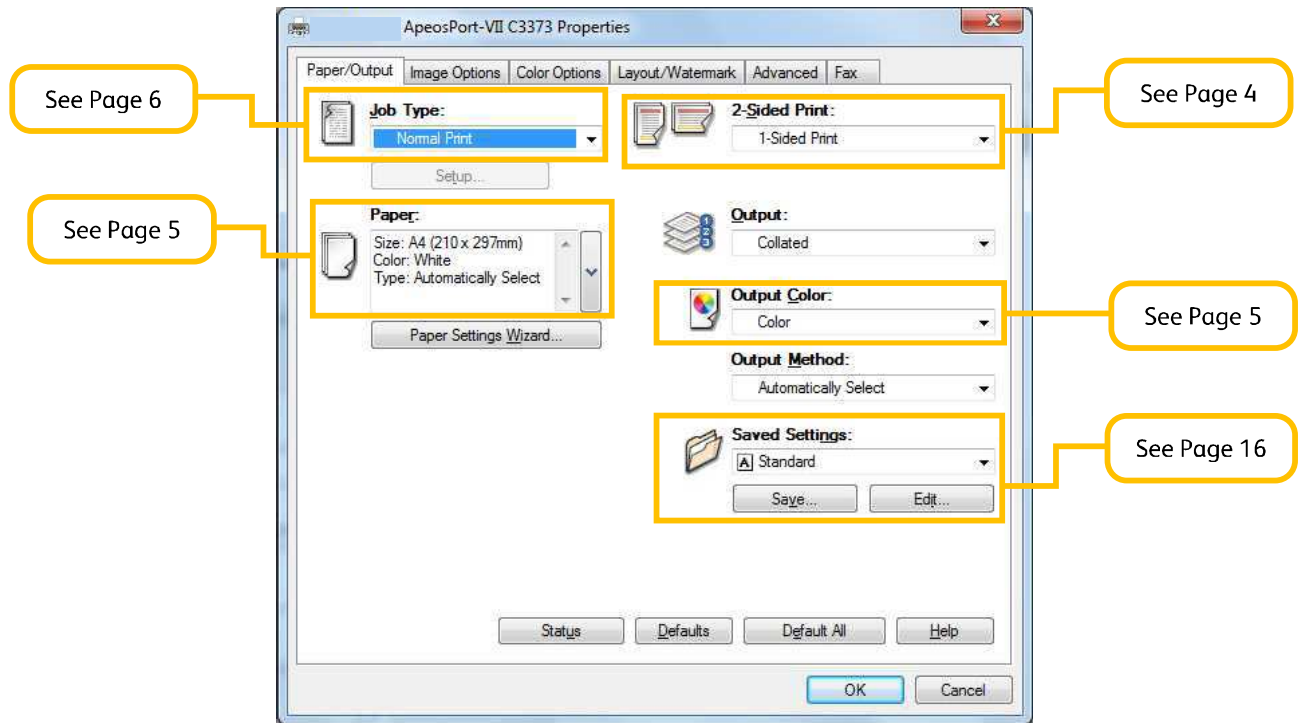 ApeosPort-VII C3373 Properties
Paper/Output
Image Options
Color Options
Layout/Watermark
Advanced
Fax
See Page 6
Job Type:
Normal Print
Setup...
See Page 5
Paper:
Size: A4 (210 x 297mm)
Color: White
Type: Automatically Select
Paper Settings Wizard...
2-Sided Print:
1-Sided Print
See Page 4
Output:
1
2
3
Collated
Output Color:
Color
See Page 5
Output Method:
Automatically Select
Saved Settings:
A Standard
Save...
Edit...
See Page 16
Status
Defaults
Default All
Help
OK
Cancel